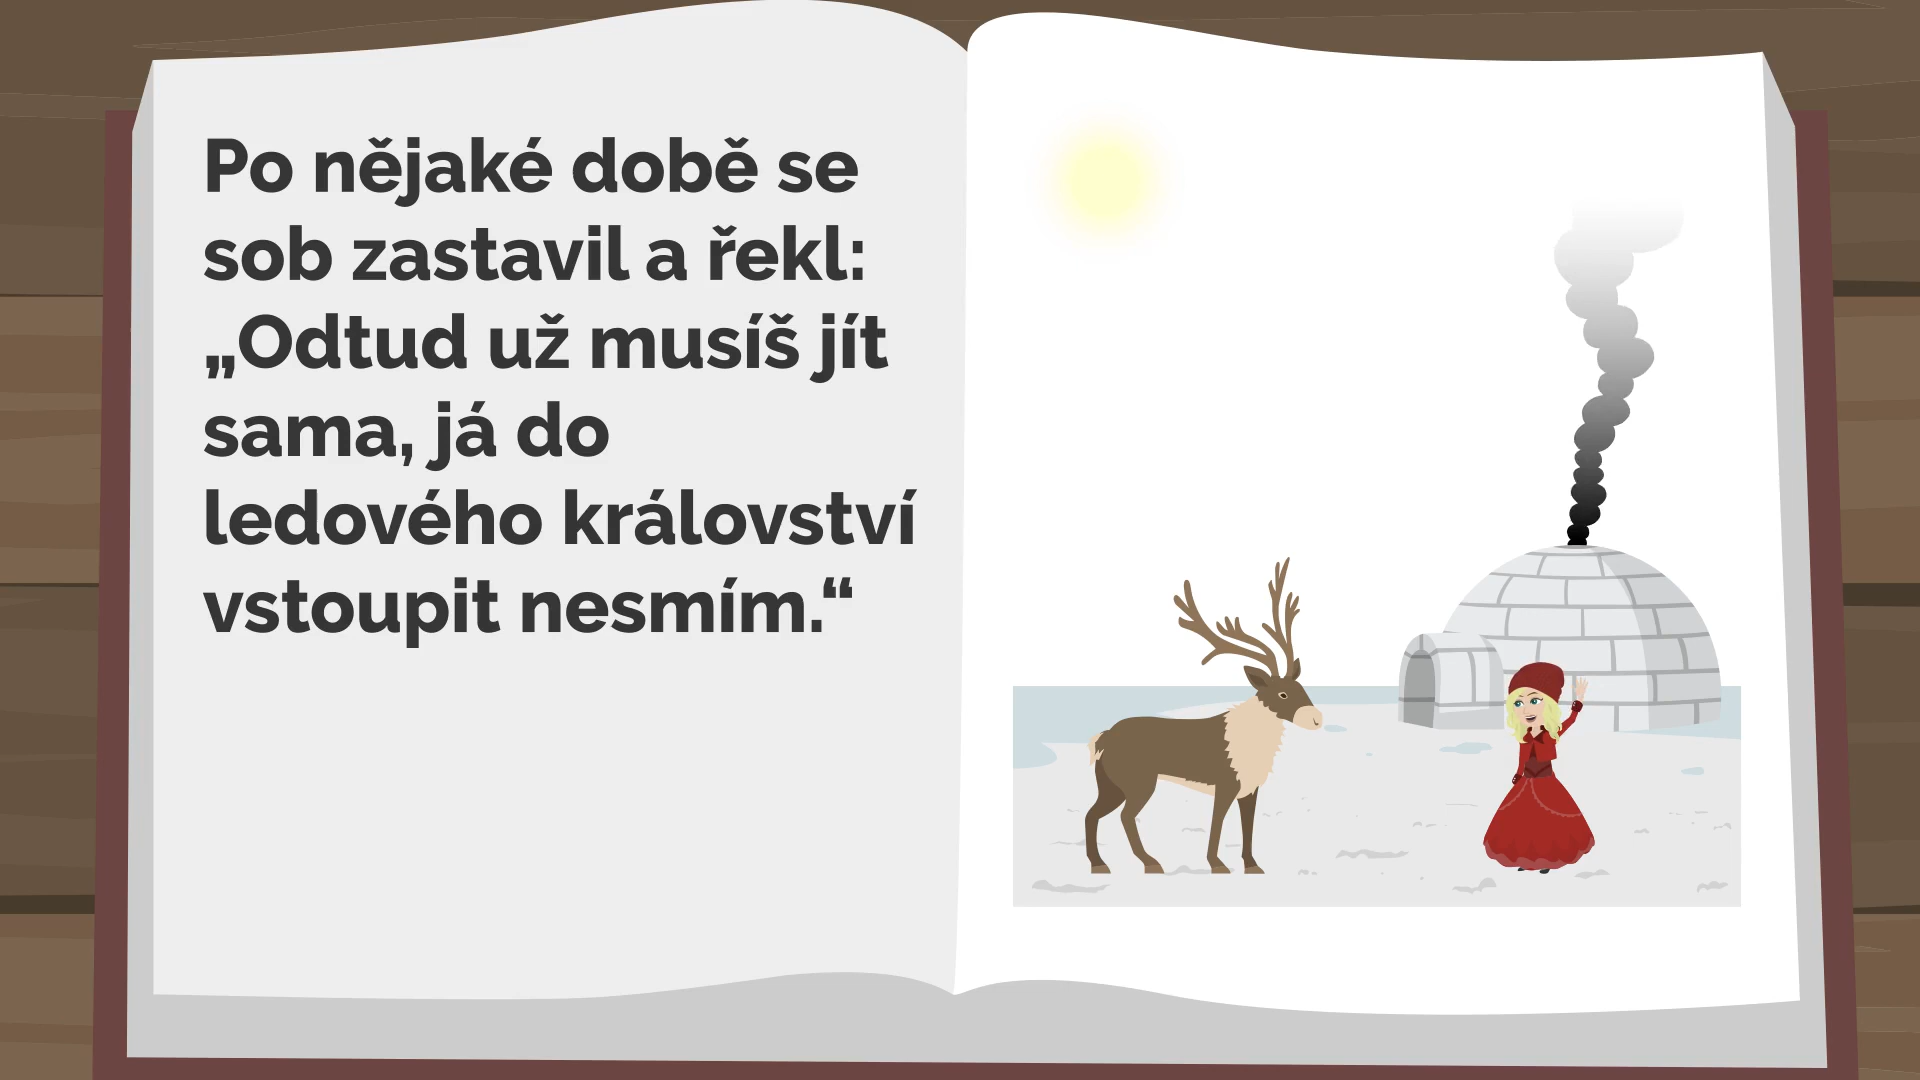 Po nějaké době se
sob zastavil a řekl:
„Odtud už musíš jít
sama, já do
ledového království
vstoupit nesmím.“